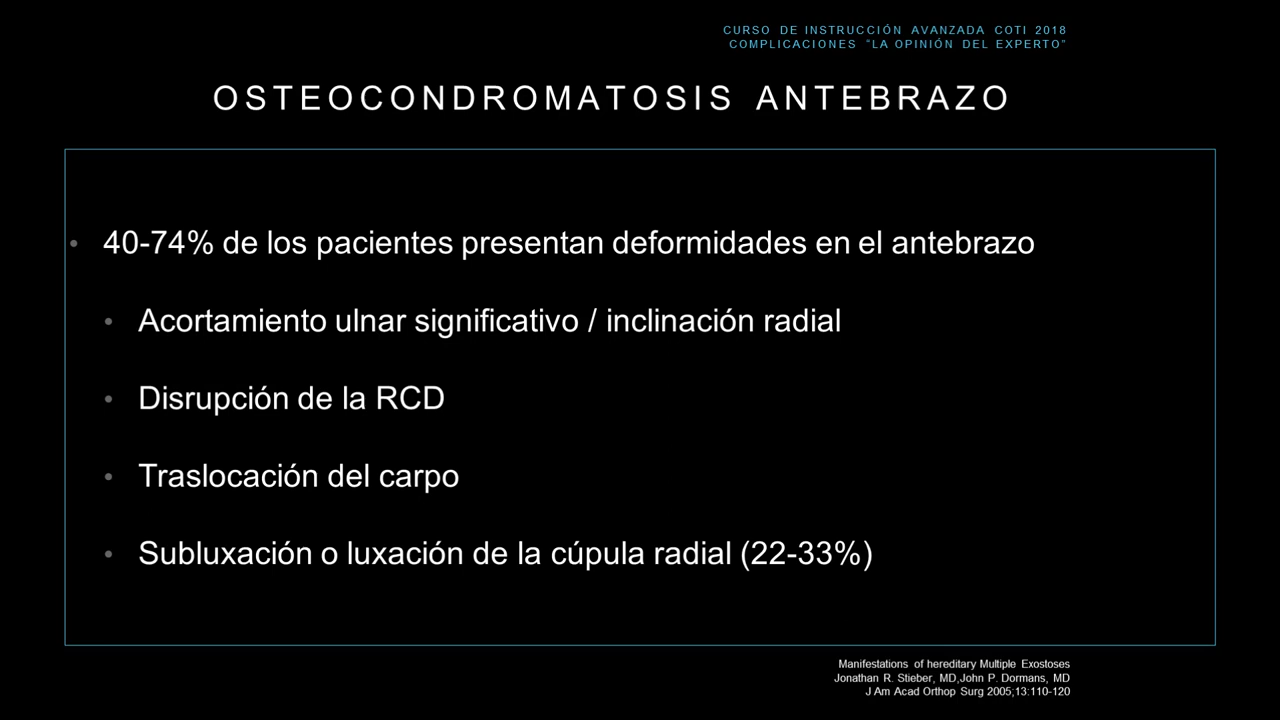 CURSO DE INSTRUCCIÓN AVANZADA COTI 2018
COMPLICACIONES “LA OPINIÓN DEL EXPERTO”
OSTEOCONDROMATOSIS ANTEBRAZO
• 40-74% de los pacientes presentan deformidades en el antebrazo
• Acortamiento ulnar significativo / inclinación radial
• Disrupción de la RCD
• Traslocación del carpo
• Subluxación o luxación de la cúpula radial (22-33%)
Manifestations of hereditary Multiple Exostoses
Jonathan R. Stieber, MD,John P. Dormans, MD
J Am Acad Orthop Surg 2005;13:110-120